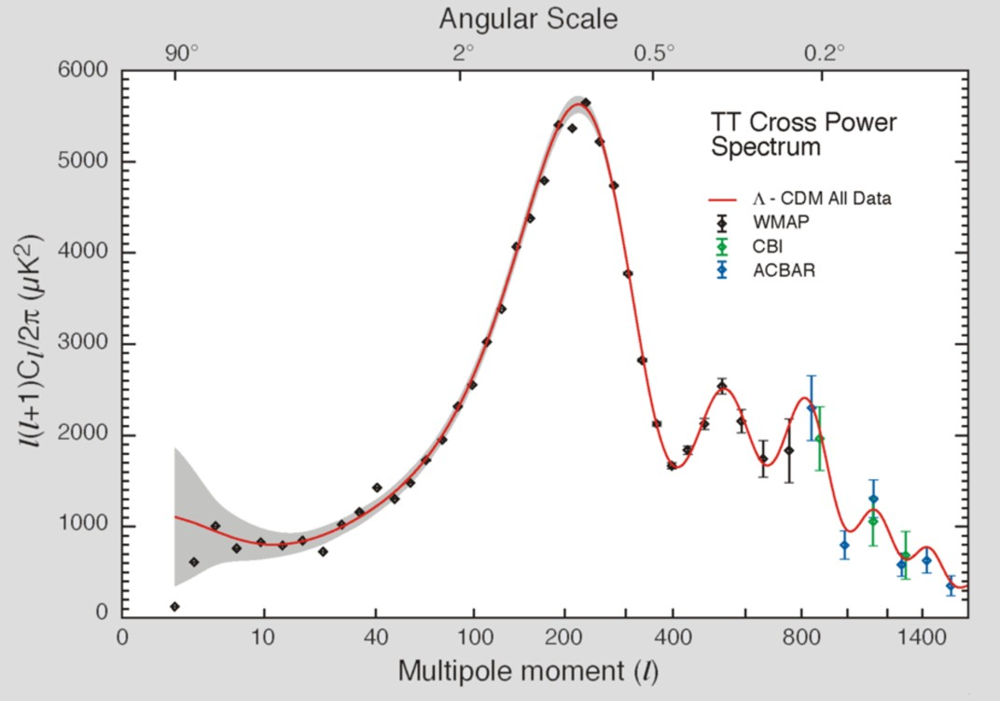 Angular Scale
90° 2° 0.5° 0.2°
6000
5000
4000
3000
2000
1000
0
l(l+1)Cl/2π (μK2)
TT Cross Power
Spectrum
Λ - CDM All Data
WMAP
CBI
ACBAR
0 10 40 100 200 400 800 1400
Multipole moment (l)